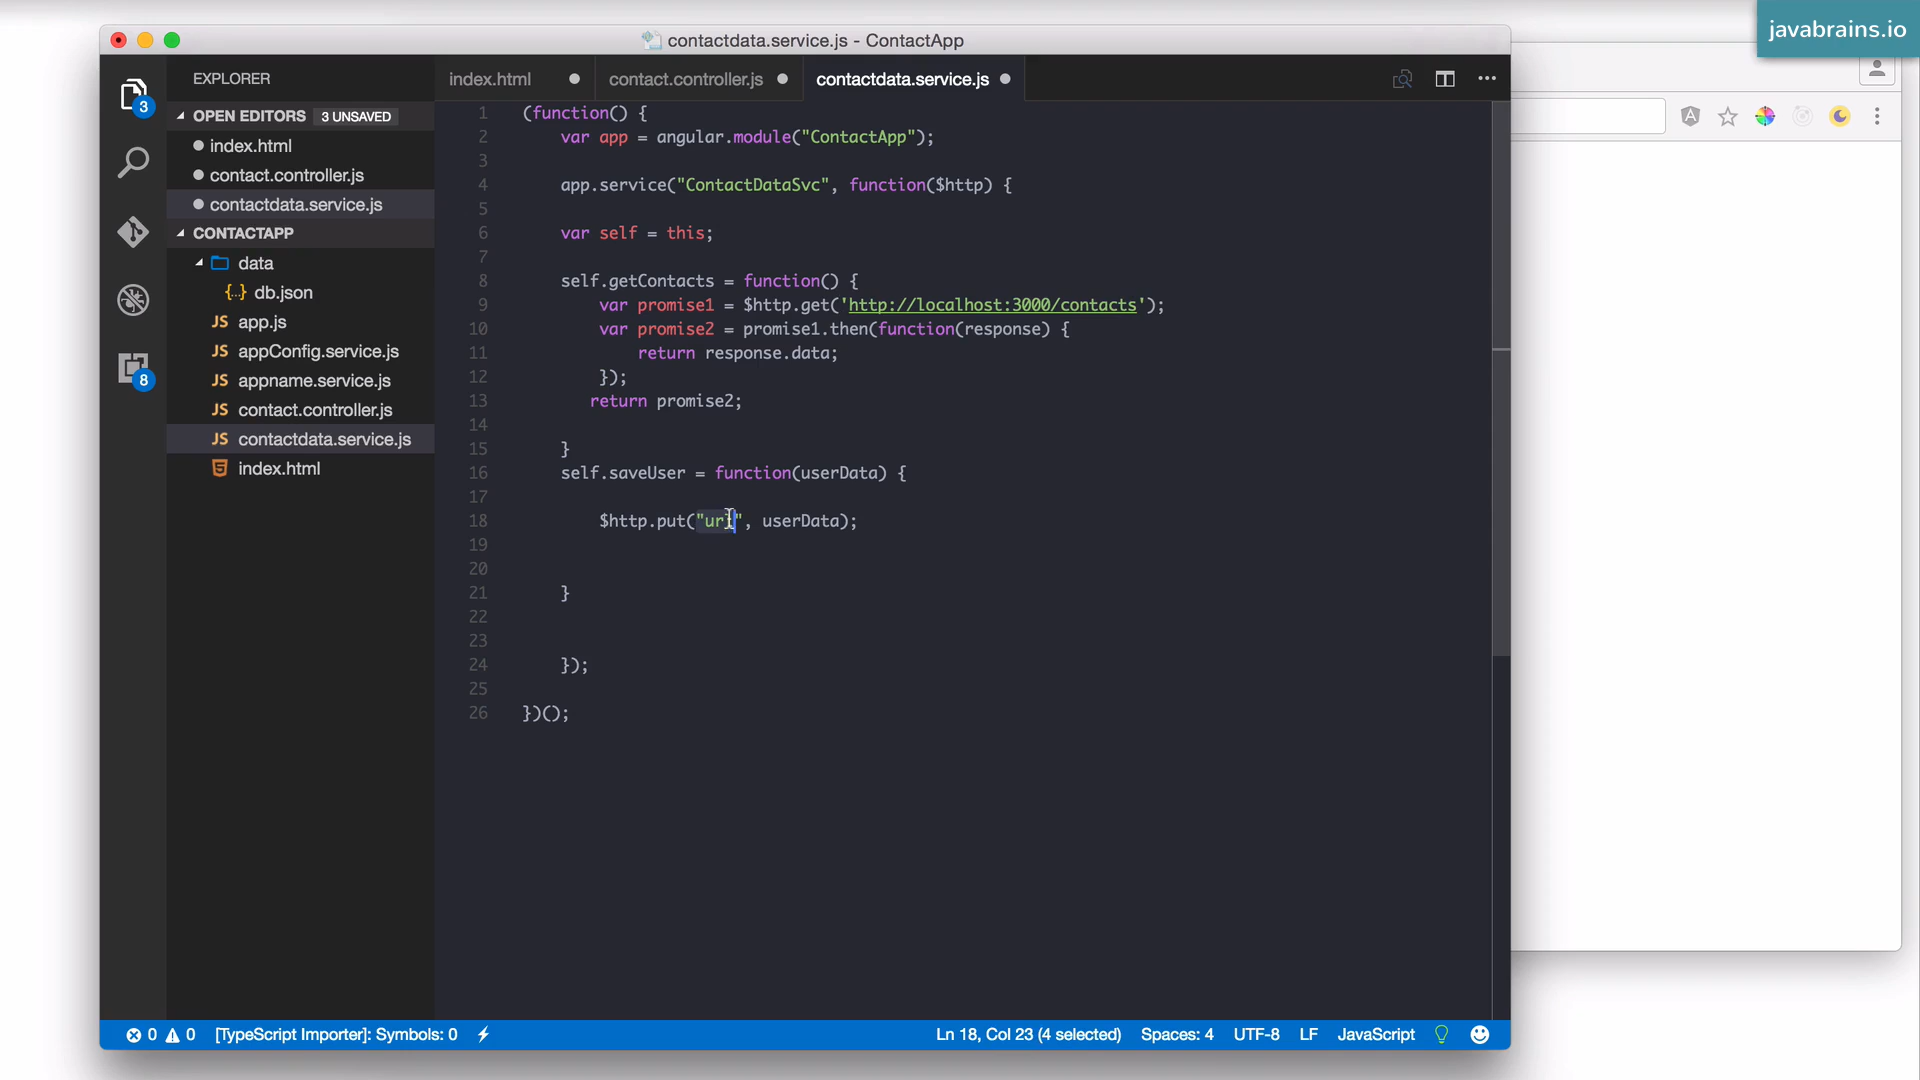 javabrains.io
contactdata.service.js - ContactApp
EXPLORER
OPEN EDITORS 3 UNSAVED
index.html
contact.controller.js
contactdata.service.js
CONTACTAPP
data
{..} db.json
JS app.js
JS appConfig.service.js
JS appname.service.js
JS contact.controller.js
JS contactdata.service.js
index.html
3
8
index.html contact.controller.js contactdata.service.js
1 (function() {
2 var app = angular.module("ContactApp");
3
4 app.service("ContactDataSvc", function($http) {
5
6 var self = this;
7
8 self.getContacts = function() {
9 var promise1 = $http.get('http://localhost:3000/contacts');
10 var promise2 = promise1.then(function(response) {
11 return response.data;
12 });
13 return promise2;
14
15 }
16 self.saveUser = function(userData) {
17
18 $http.put("url", userData);
19
20
21 }
22
23
24 });
25
26 })();
0 0 [TypeScript Importer]: Symbols: 0
Ln 18, Col 23 (4 selected) Spaces: 4 UTF-8 LF JavaScript